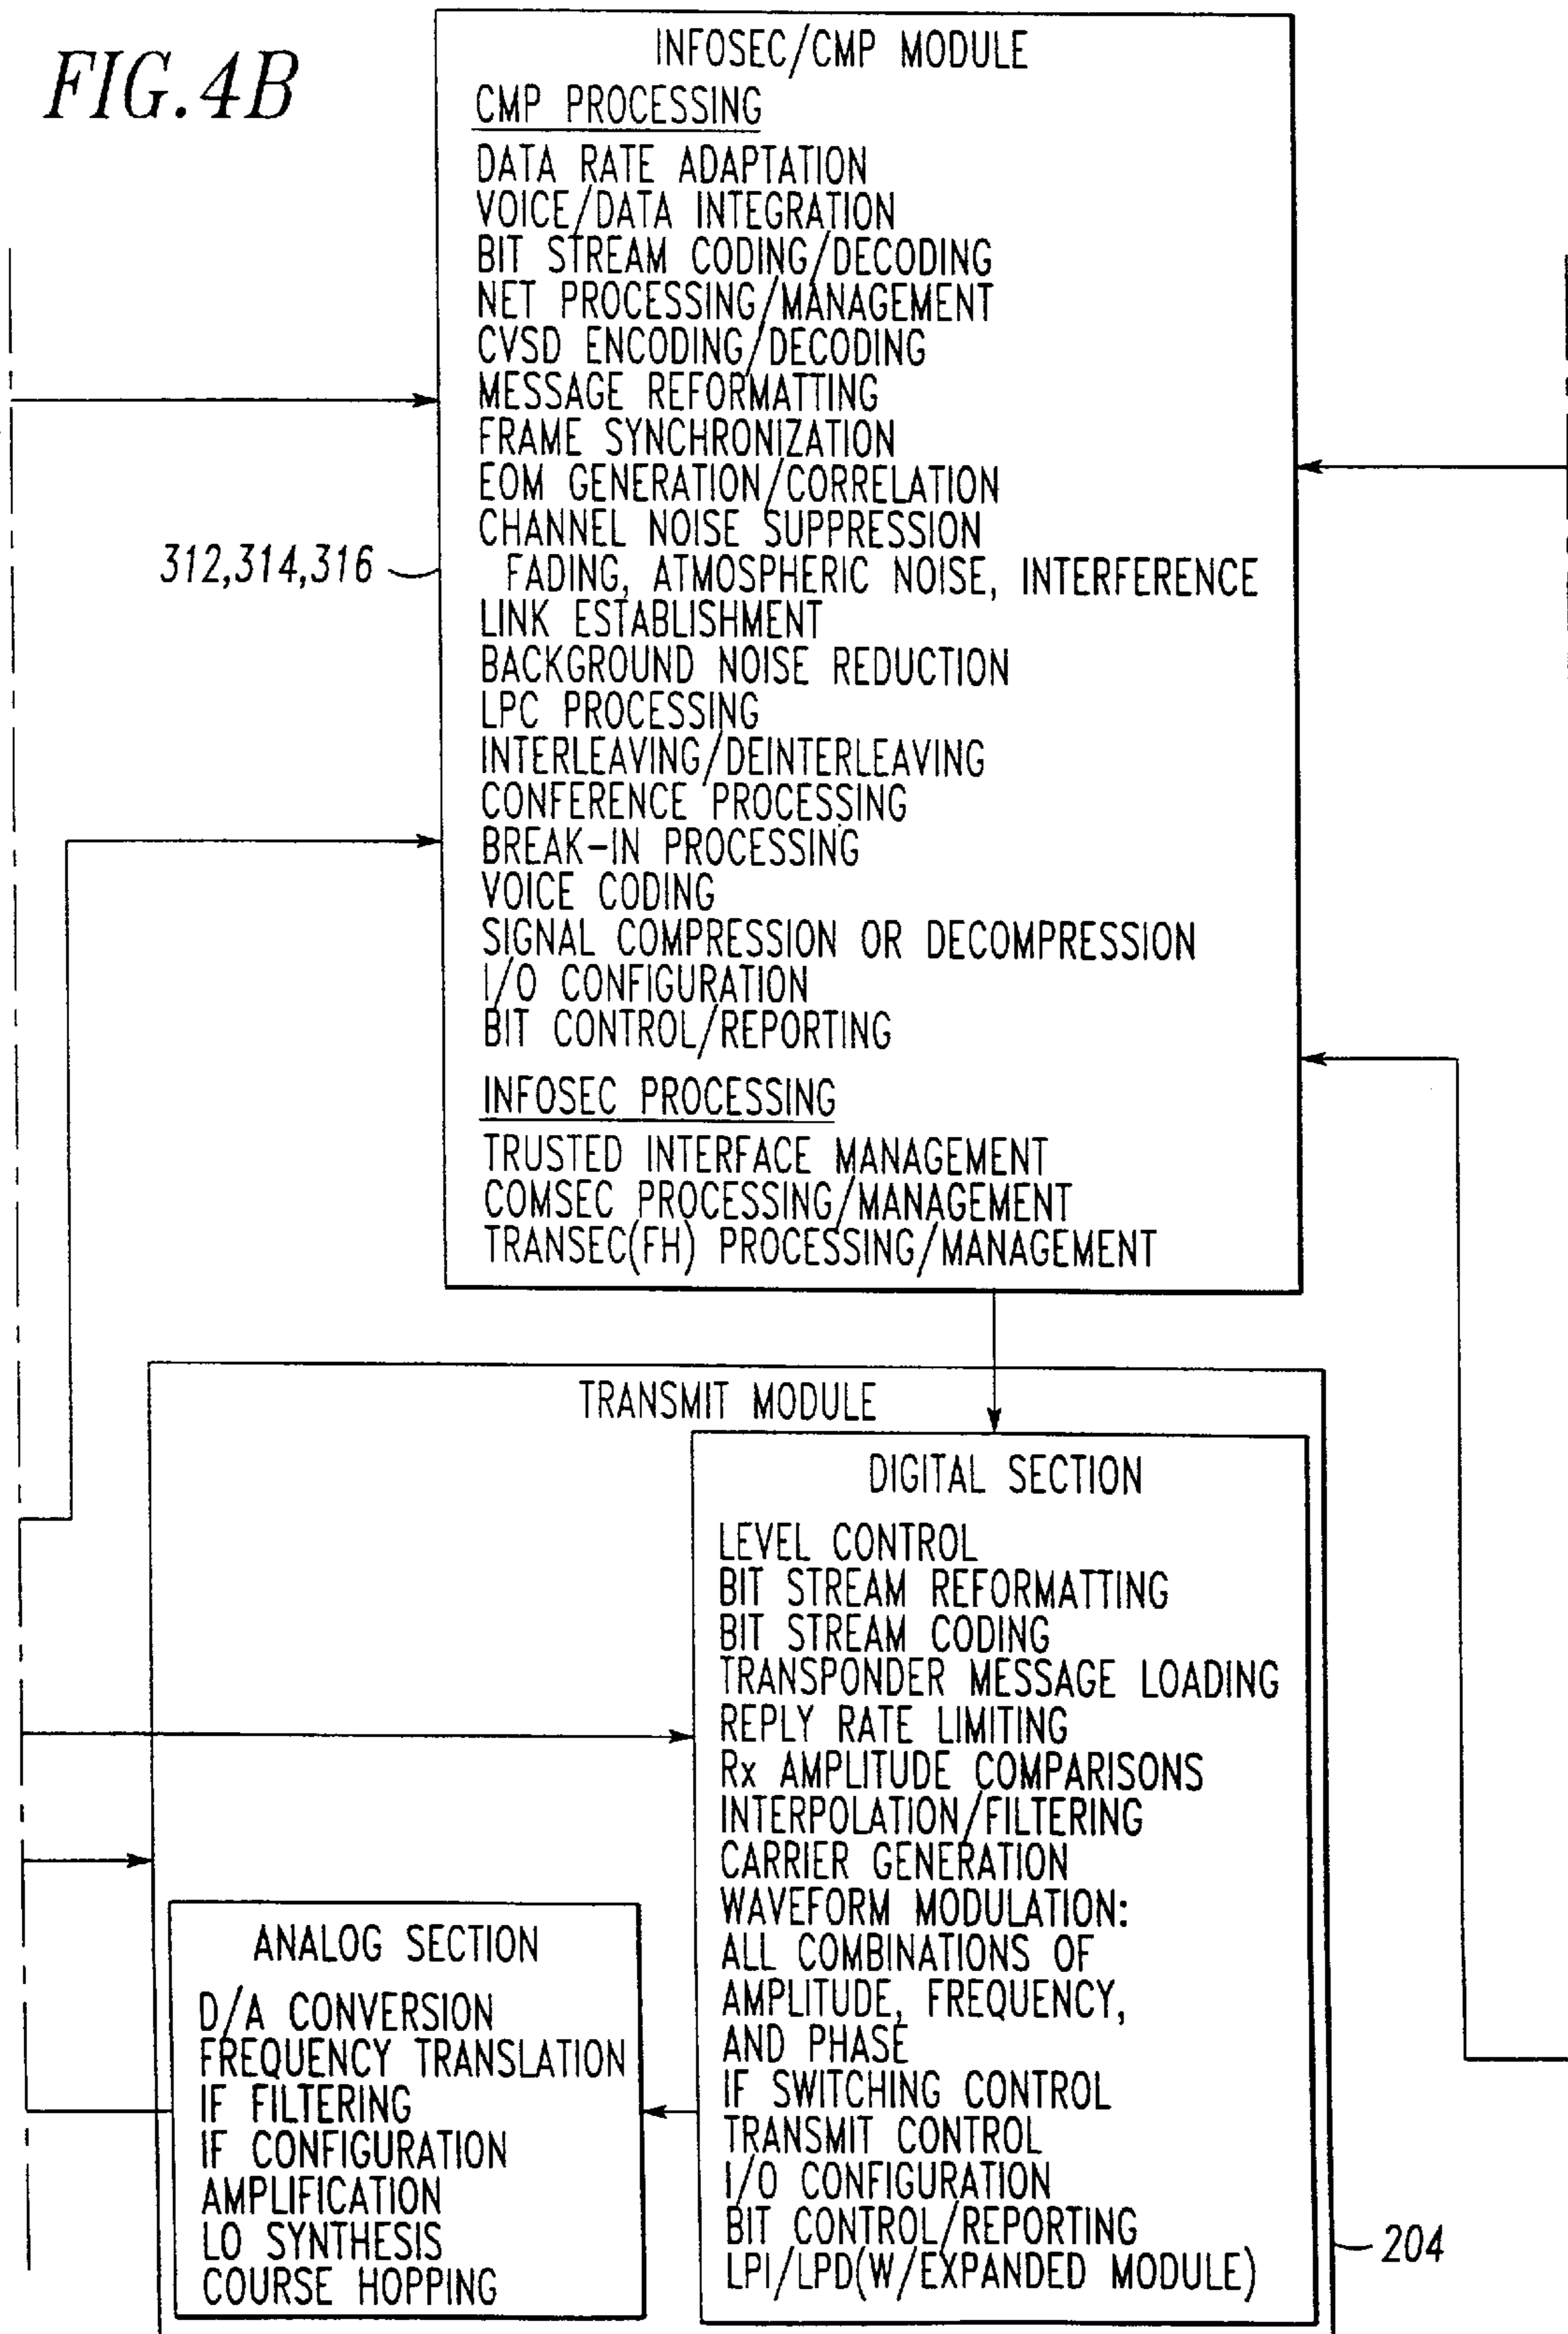 FIG. 4B
INFOSEC/CMP MODULE
CMP PROCESSING
DATA RATE ADAPTATION
VOICE/DATA INTEGRATION
BIT STREAM CODING/DECODING
NET PROCESSING/MANAGEMENT
CVSD ENCODING/DECODING
MESSAGE REFORMATTING
FRAME SYNCHRONIZATION
EOM GENERATION/CORRELATION
CHANNEL NOISE SUPPRESSION
FADING, ATMOSPHERIC NOISE, INTERFERENCE
LINK ESTABLISHMENT
BACKGROUND NOISE REDUCTION
LPC PROCESSING
INTERLEAVING/DEINTERLEAVING
CONFERENCE PROCESSING
BREAK-IN PROCESSING
VOICE CODING
SIGNAL COMPRESSION OR DECOMPRESSION
I/O CONFIGURATION
BIT CONTROL/REPORTING
INFOSEC PROCESSING
TRUSTED INTERFACE MANAGEMENT
COMSEC PROCESSING/MANAGEMENT
TRANSEC(FH) PROCESSING/MANAGEMENT
312,314,316
TRANSMIT MODULE
DIGITAL SECTION
LEVEL CONTROL
BIT STREAM REFORMATTING
BIT STREAM CODING
TRANSPONDER MESSAGE LOADING
REPLY RATE LIMITING
Rx AMPLITUDE COMPARISONS
INTERPOLATION/FILTERING
CARRIER GENERATION
WAVEFORM MODULATION:
ALL COMBINATIONS OF
AMPLITUDE, FREQUENCY,
AND PHASE
IF SWITCHING CONTROL
TRANSMIT CONTROL
I/O CONFIGURATION
BIT CONTROL/REPORTING
LPI/LPD(W/EXPANDED MODULE)
ANALOG SECTION
D/A CONVERSION
FREQUENCY TRANSLATION
IF FILTERING
IF CONFIGURATION
AMPLIFICATION
LO SYNTHESIS
COURSE HOPPING
204